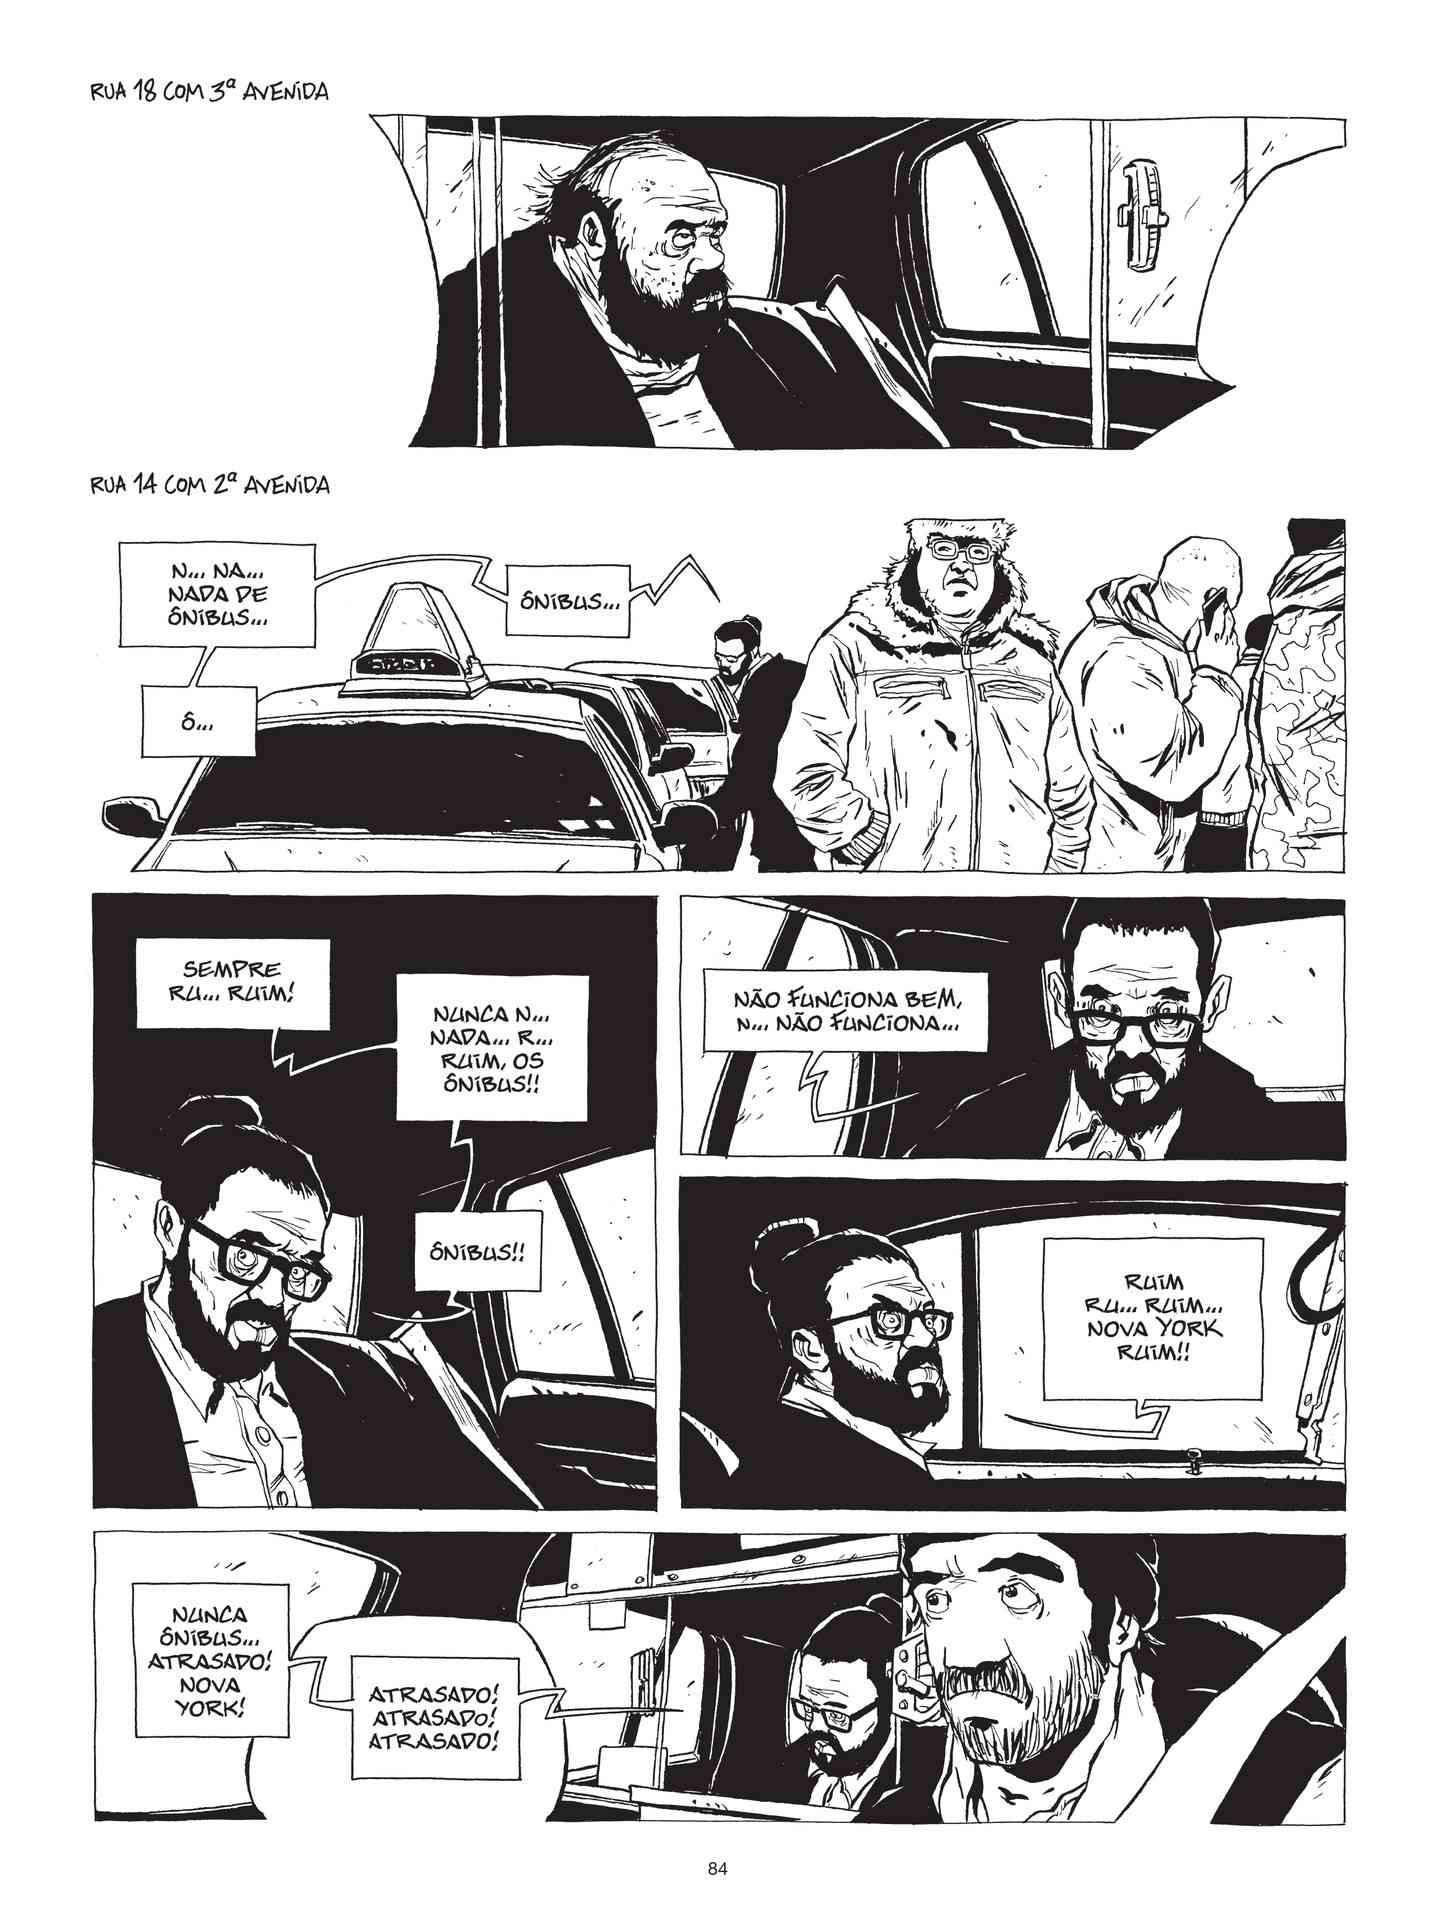 RUA 18 COM 3ª AVENIDA
RUA 14 COM 2ª AVENIDA
N... NA...
NADA DE
ÔNIBUS...
Ô...
ÔNIBUS...
SEMPRE
RU... RUIM!
NUNCA N...
NADA... R...
RUIM, OS
ÔNIBUS!!
ÔNIBUS!!
NÃO FUNCIONA BEM,
N... NÃO FUNCIONA...
RUIM
RU... RUIM...
NOVA YORK
RUIM!!
NUNCA
ÔNIBUS...
ATRASADO!
NOVA
YORK!
ATRASADO!
ATRASADO!
ATRASADO!
84